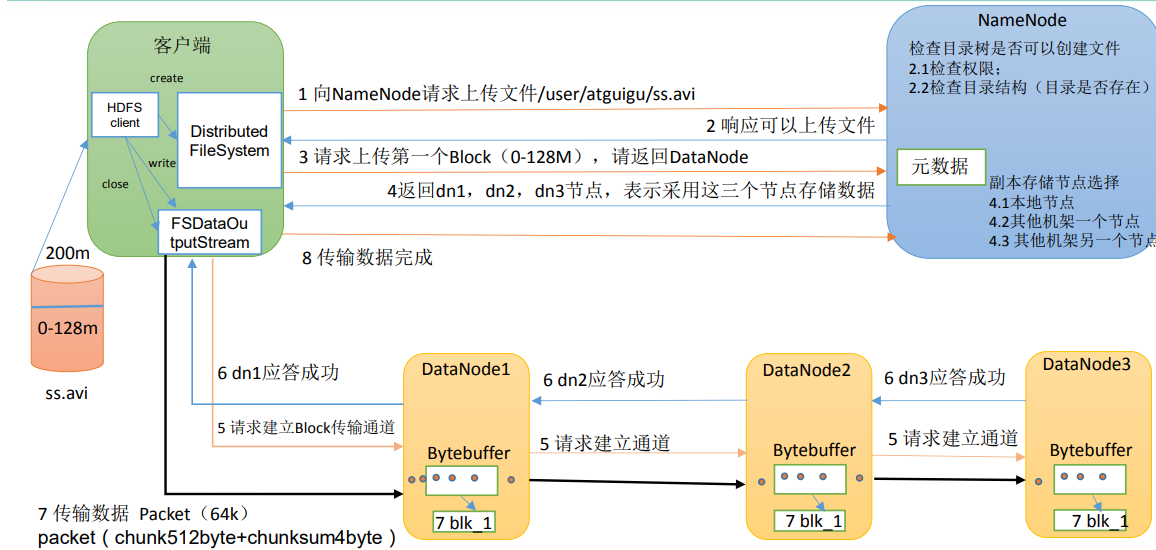 客户端
create
HDFS
client
Distributed
FileSystem
write
close
FSDataOu
tputStream
200m
0-128m
ss.avi
1 向NameNode请求上传文件/user/atguigu/ss.avi
2 响应可以上传文件
3 请求上传第一个Block（0-128M），请返回DataNode
4返回dn1，dn2，dn3节点，表示采用这三个节点存储数据
8 传输数据完成
NameNode
检查目录树是否可以创建文件
2.1检查权限；
2.2检查目录结构（目录是否存在）
元数据
副本存储节点选择
4.1本地节点
4.2其他机架一个节点
4.3 其他机架另一个节点
6 dn1应答成功
5 请求建立Block传输通道
DataNode1
Bytebuffer
7 blk_1
6 dn2应答成功
5 请求建立通道
DataNode2
Bytebuffer
7 blk_1
6 dn3应答成功
5 请求建立通道
DataNode3
Bytebuffer
7 blk_1
7 传输数据 Packet（64k）
packet（chunk512byte+chunksum4byte）